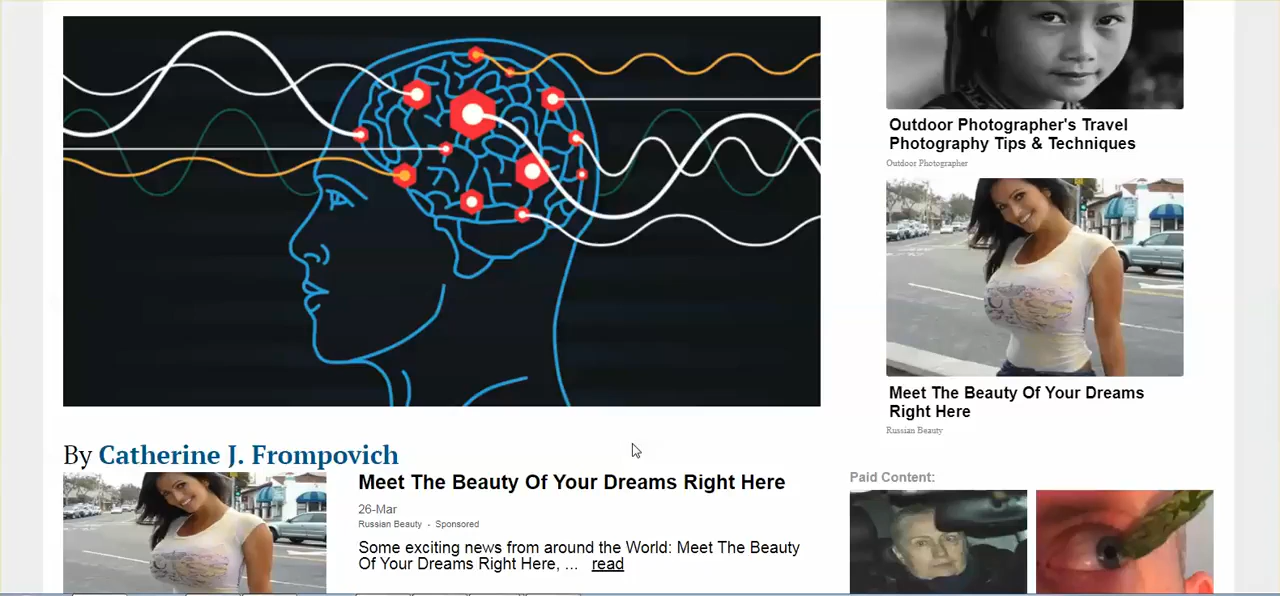 Outdoor Photographer's Travel
Photography Tips & Techniques
Outdoor Photographer
Meet The Beauty Of Your Dreams
Right Here
Russian Beauty
By Catherine J. Frompovich
Meet The Beauty Of Your Dreams Right Here
26-Mar
Russian Beauty - Sponsored
Some exciting news from around the World: Meet The Beauty
Of Your Dreams Right Here, ... read
Paid Content: